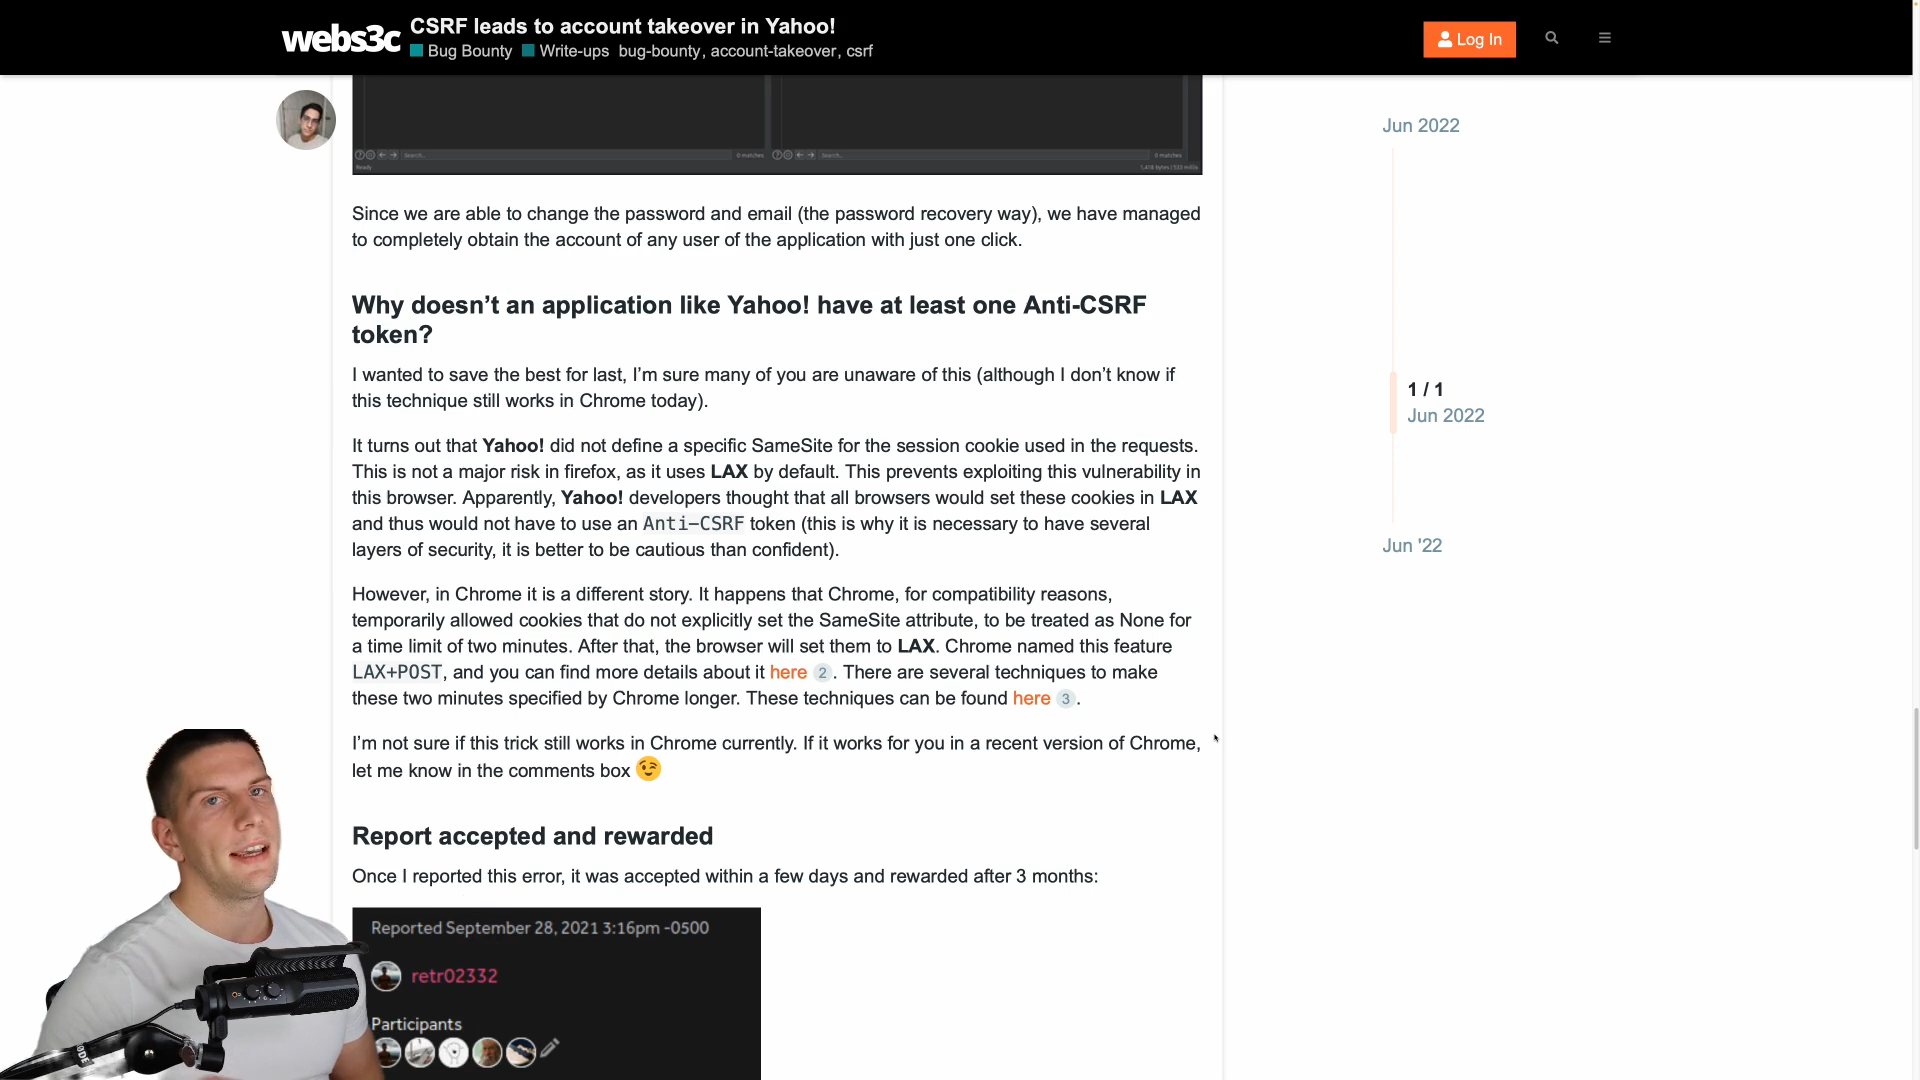 webs3c
CSRF leads to account takeover in Yahoo!
Bug Bounty Write-ups bug-bounty, account-takeover, csrf
Log In
Search... 0 matches Search... 0 matches
Ready
Since we are able to change the password and email (the password recovery way), we have managed
to completely obtain the account of any user of the application with just one click.
Why doesn’t an application like Yahoo! have at least one Anti-CSRF
token?
I wanted to save the best for last, I’m sure many of you are unaware of this (although I don’t know if
this technique still works in Chrome today).
It turns out that Yahoo! did not define a specific SameSite for the session cookie used in the requests.
This is not a major risk in firefox, as it uses LAX by default. This prevents exploiting this vulnerability in
this browser. Apparently, Yahoo! developers thought that all browsers would set these cookies in LAX
and thus would not have to use an Anti-CSRF token (this is why it is necessary to have several
layers of security, it is better to be cautious than confident).
However, in Chrome it is a different story. It happens that Chrome, for compatibility reasons,
temporarily allowed cookies that do not explicitly set the SameSite attribute, to be treated as None for
a time limit of two minutes. After that, the browser will set them to LAX. Chrome named this feature
LAX+POST, and you can find more details about it here 2. There are several techniques to make
these two minutes specified by Chrome longer. These techniques can be found here 3.
I’m not sure if this trick still works in Chrome currently. If it works for you in a recent version of Chrome,
let me know in the comments box 😉
Report accepted and rewarded
Once I reported this error, it was accepted within a few days and rewarded after 3 months:
Reported September 28, 2021 3:16pm -0500
retr02332
Participants
Jun 2022
1 / 1
Jun 2022
Jun '22